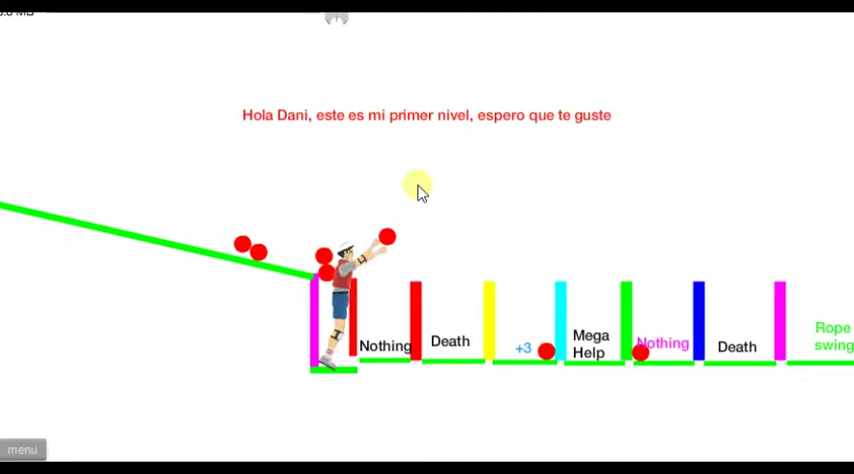 Hola Dani, este es mi primer nivel, espero que te guste
Nothing
Death
+3
Mega
Help
Nothing
Death
Rope
swing
menu